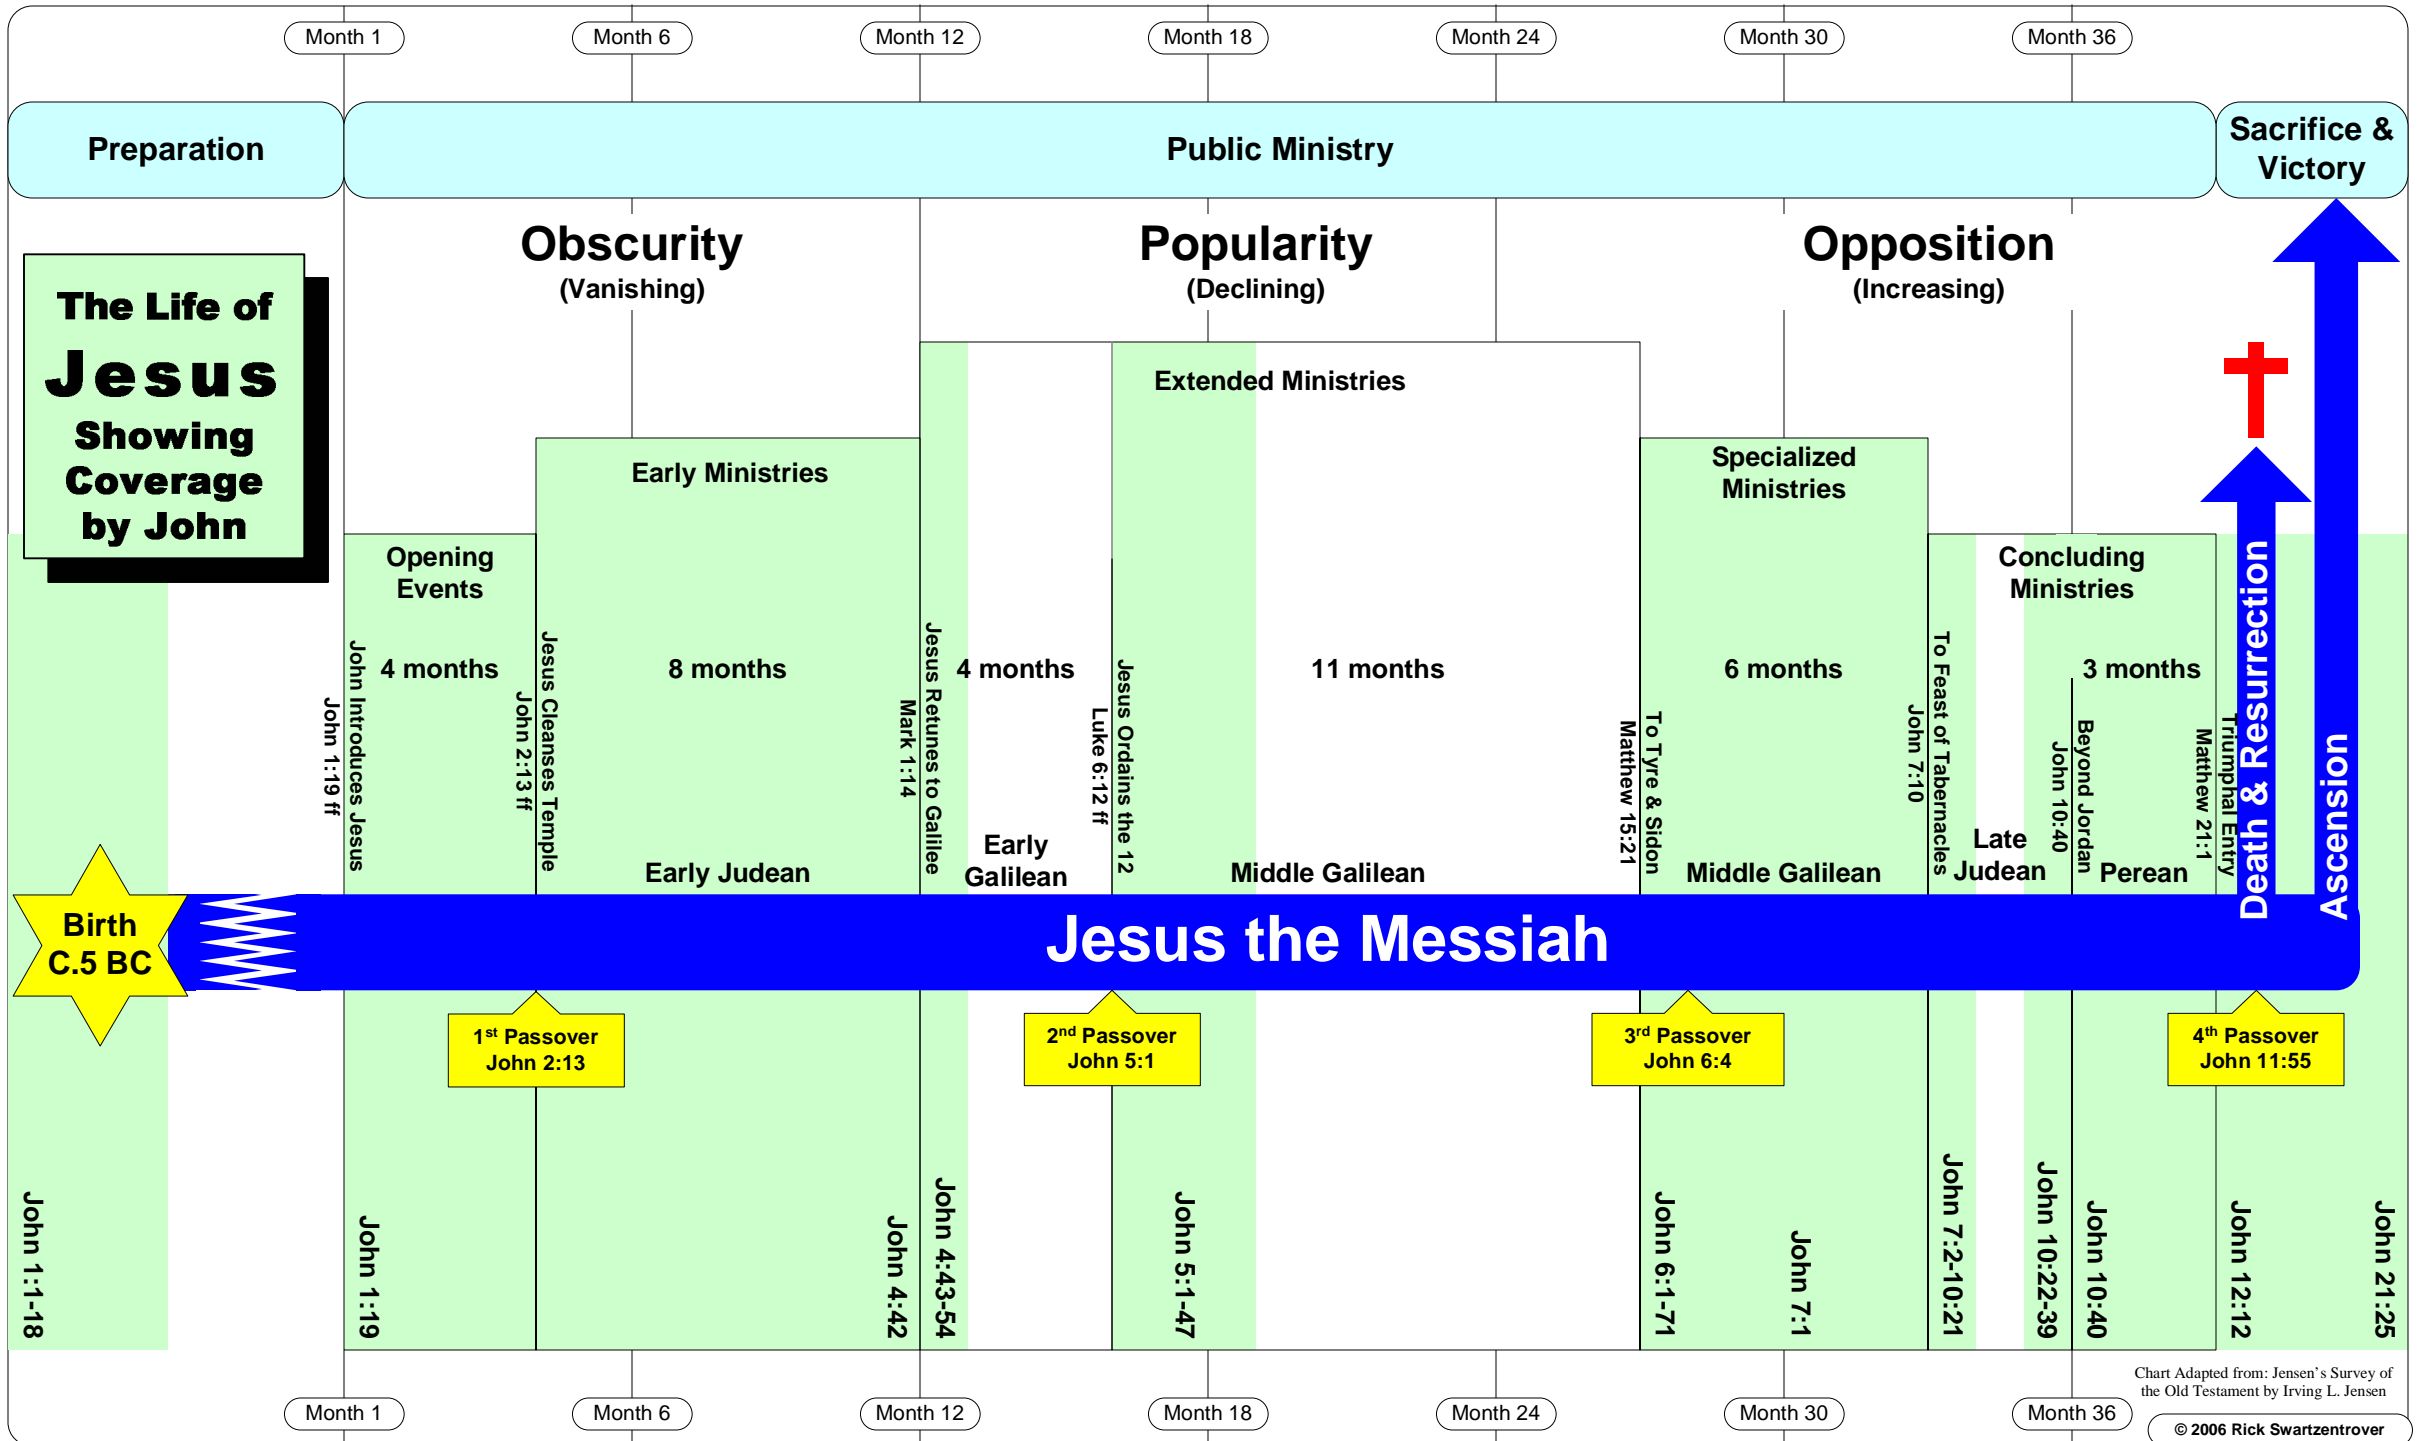 Month 1
Month 6
Month 12
Month 18
Month 24
Month 30
Month 36
Preparation
Public Ministry
Sacrifice &
Victory
Obscurity
(Vanishing)
Popularity
(Declining)
Opposition
(Increasing)
The Life of
Jesus
Showing
Coverage
by John
Extended Ministries
Early Ministries
Specialized
Ministries
Opening
Events
Concluding
Ministries
4 months
8 months
4 months
11 months
6 months
3 months
John Introduces Jesus
John 1:19 ff
Jesus Cleanses Temple
John 2:13 ff
Jesus Retunes to Galilee
Mark 1:14
Jesus Ordains the 12
Luke 6:12 ff
To Tyre & Sidon
Matthew 15:21
To Feast of Tabernacles
John 7:10
Beyond Jordan
John 10:40
Triumphal Entry
Matthew 21:1
Death & Resurrection
Ascension
Early Judean
Early
Galilean
Middle Galilean
Middle Galilean
Late
Judean
Perean
Birth
C.5 BC
Jesus the Messiah
1st Passover
John 2:13
2nd Passover
John 5:1
3rd Passover
John 6:4
4th Passover
John 11:55
John 1:1-18
John 1:19
John 4:42
John 4:43-54
John 5:1-47
John 6:1-71
John 7:1
John 7:2-10:21
John 10:22-39
John 10:40
John 12:12
John 21:25
Chart Adapted from: Jensen's Survey of
the Old Testament by Irving L. Jensen
Month 1
Month 6
Month 12
Month 18
Month 24
Month 30
Month 36
© 2006 Rick Swartzentrover